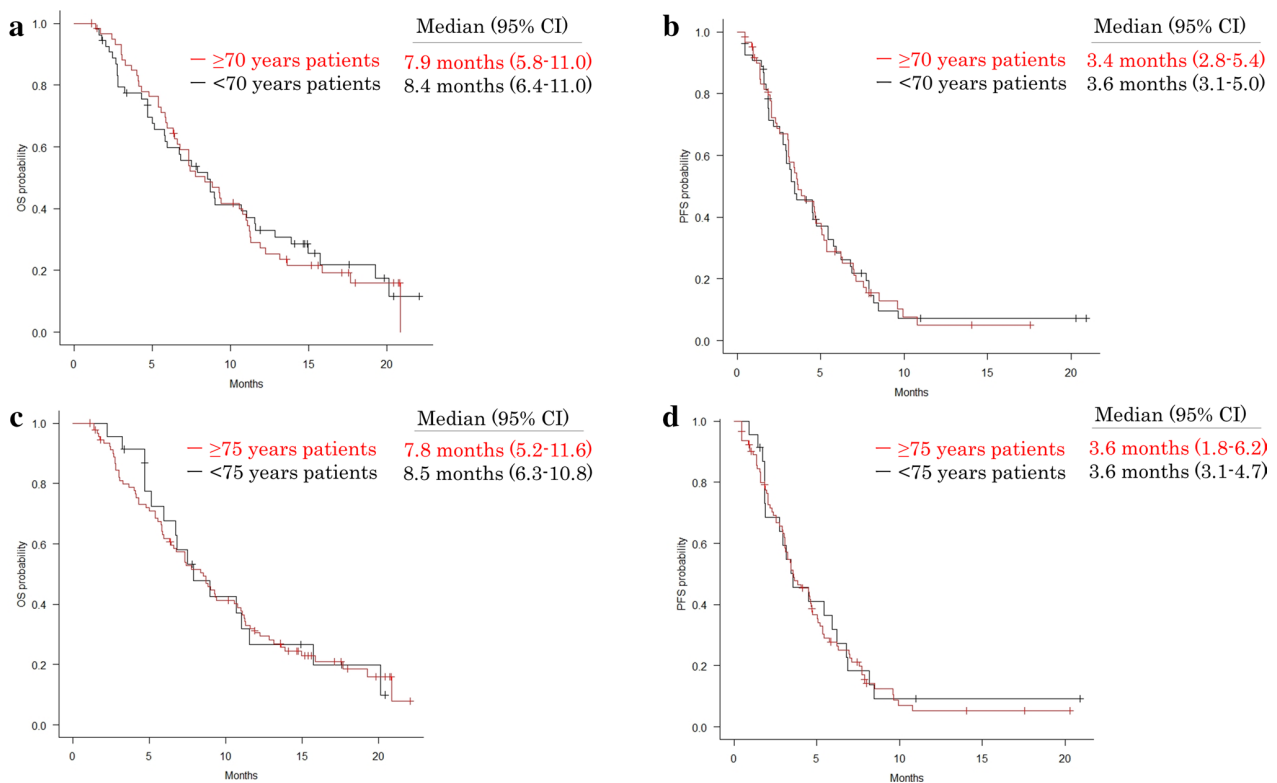 a
Median (95% CI)
≥70 years patients 7.9 months (5.8-11.0)
<70 years patients 8.4 months (6.4-11.0)
OS probability
1.0
0.8
0.6
0.4
0.2
0.0
0 5 10 15 20
Months
b
Median (95% CI)
≥70 years patients 3.4 months (2.8-5.4)
<70 years patients 3.6 months (3.1-5.0)
PFS probability
1.0
0.8
0.6
0.4
0.2
0.0
0 5 10 15 20
Months
c
Median (95% CI)
≥75 years patients 7.8 months (5.2-11.6)
<75 years patients 8.5 months (6.3-10.8)
OS probability
1.0
0.8
0.6
0.4
0.2
0.0
0 5 10 15 20
Months
d
Median (95% CI)
≥75 years patients 3.6 months (1.8-6.2)
<75 years patients 3.6 months (3.1-4.7)
PFS probability
1.0
0.8
0.6
0.4
0.2
0.0
0 5 10 15 20
Months